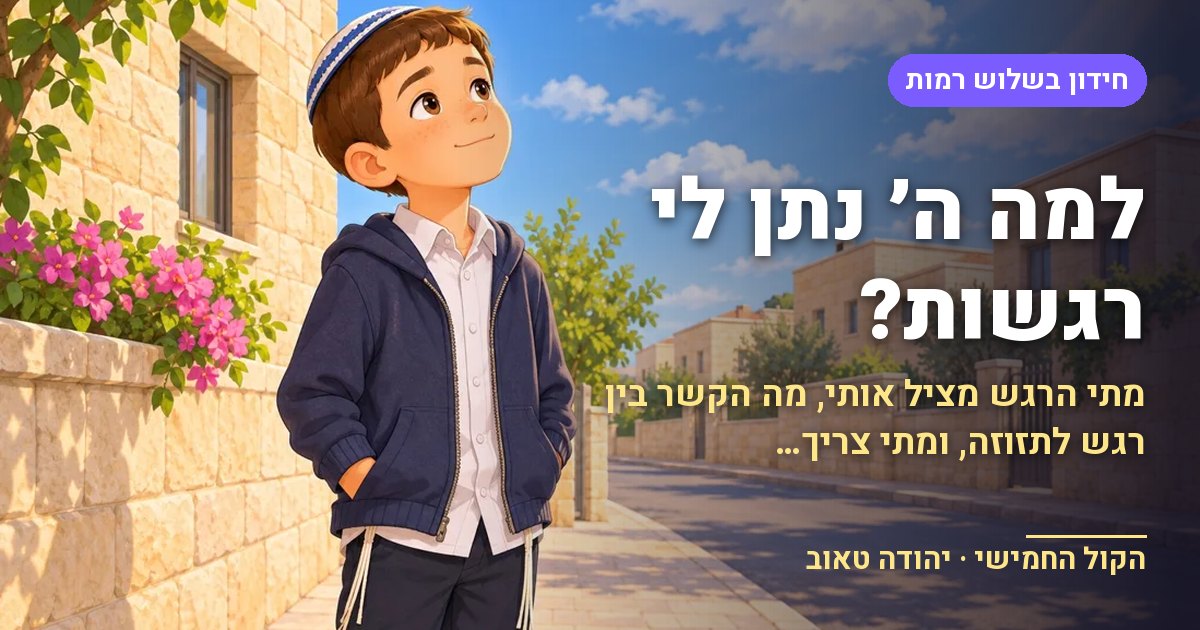 חידון בשלוש רמות
למה ה׳ נתן לי
רגשות?
מתי הרגש מציל אותי, מה הקשר בין
רגש לתזוזה, ומתי צריך...
הקול החמישי · יהודה טאוב